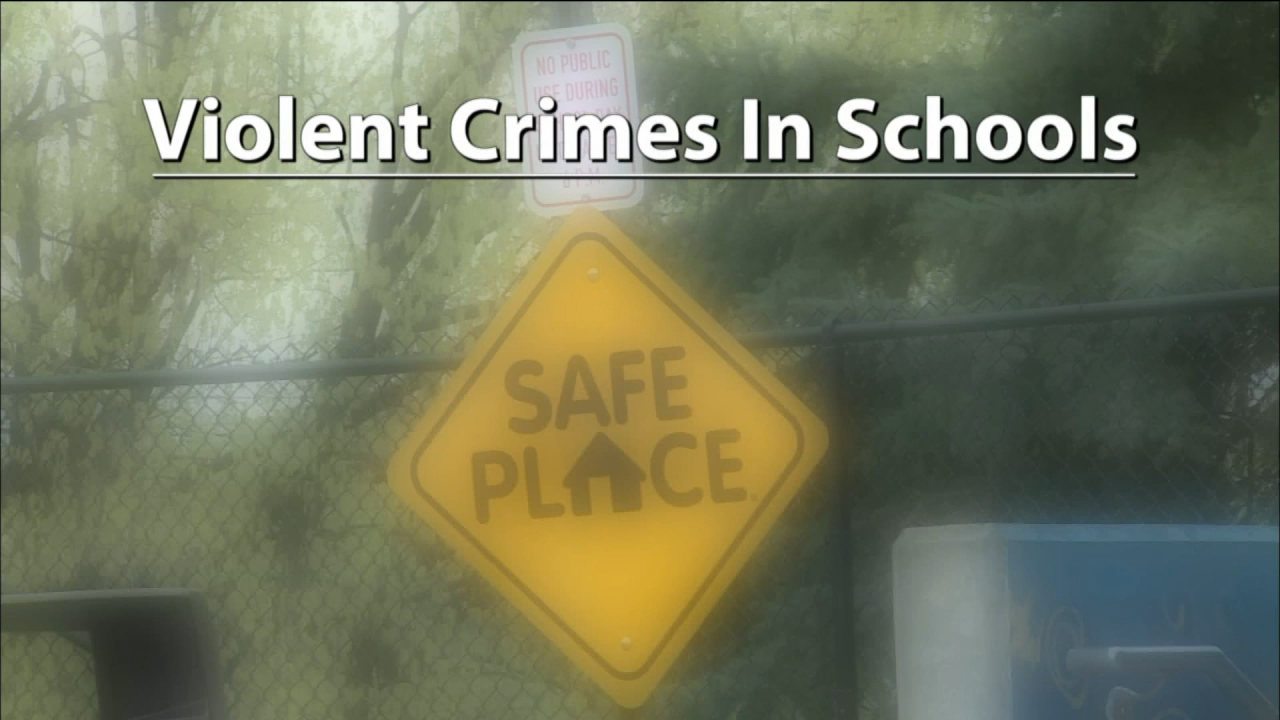 NO PUBLIC
USE DURING
Violent Crimes In Schools
SAFE
PLACE